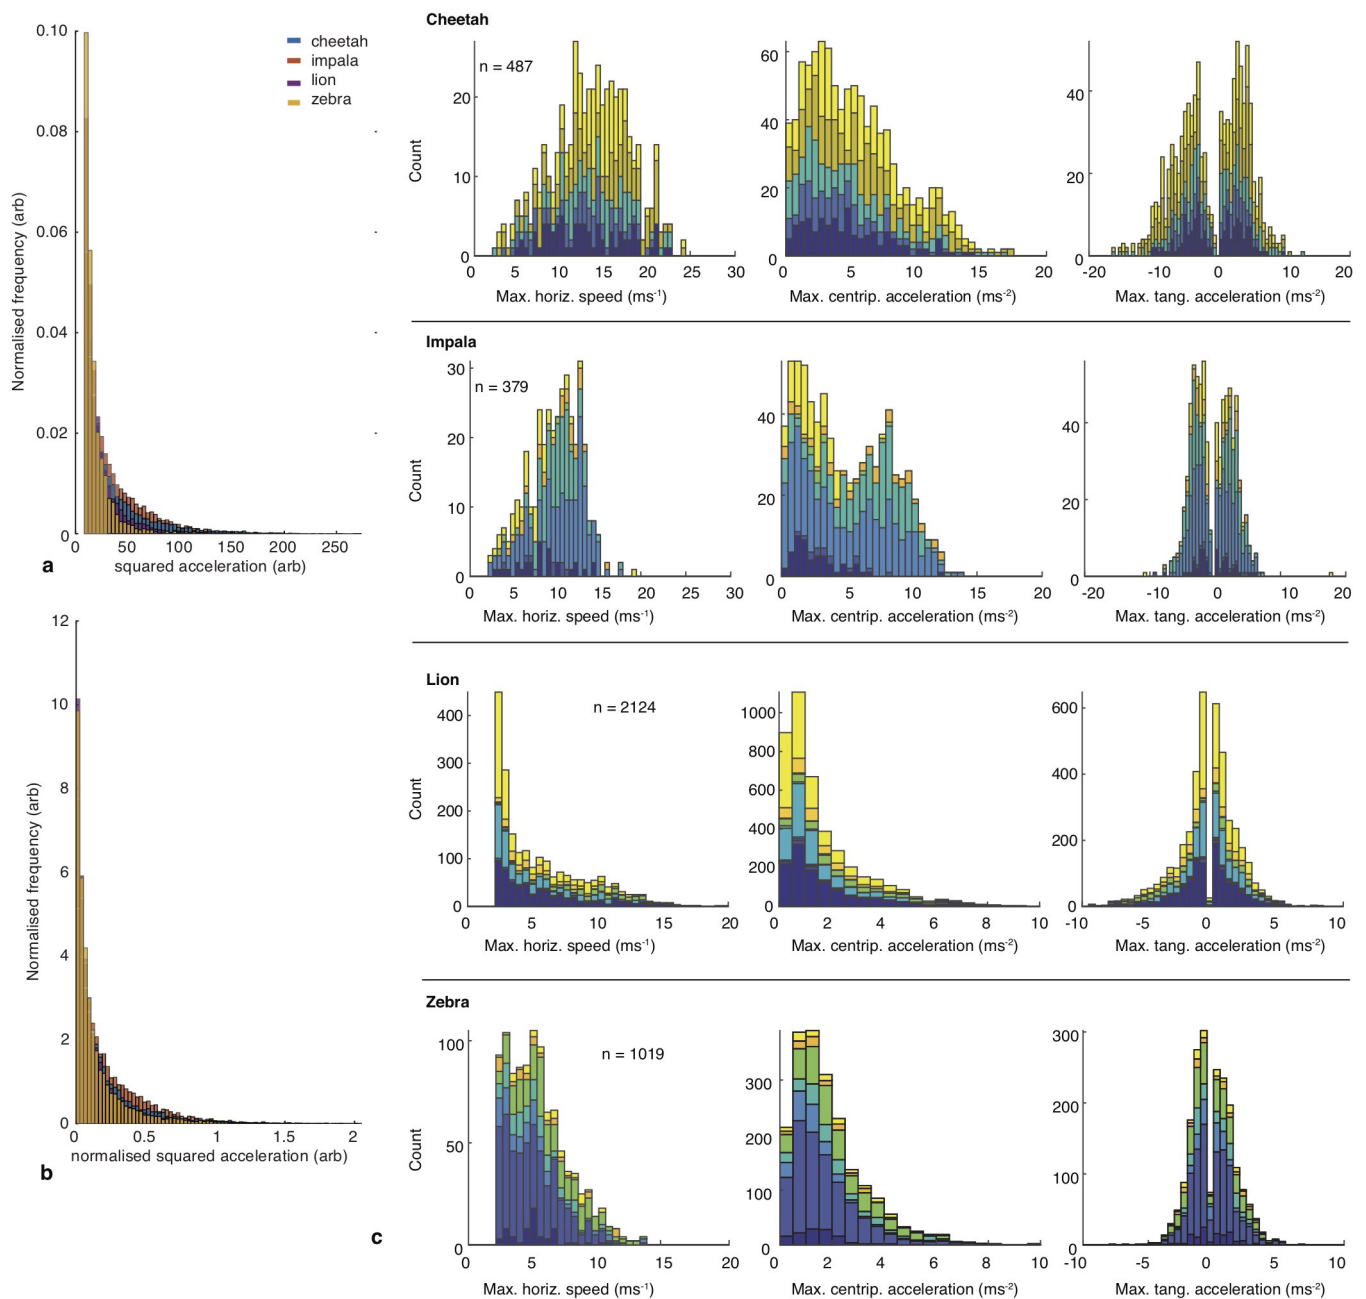 cheetah
impala
lion
zebra
0.10
0.08
0.06
0.04
0.02
0
0 50 100 150 200 250
Normalised frequency (arb)
squared acceleration (arb)
a
12
10
8
6
4
2
0
0 0.5 1 1.5 2
Normalised frequency (arb)
normalised squared acceleration (arb)
b
c
Cheetah
n = 487
Count
20
10
0
0 5 10 15 20 25 30
Max. horiz. speed (ms-1)
60
40
20
0
0 5 10 15 20
Max. centrip. acceleration (ms-2)
40
20
0
-20 -10 0 10 20
Max. tang. acceleration (ms-2)
Impala
n = 379
Count
30
20
10
0
0 5 10 15 20 25 30
Max. horiz. speed (ms-1)
40
20
0
0 5 10 15 20
Max. centrip. acceleration (ms-2)
40
20
0
-20 -10 0 10 20
Max. tang. acceleration (ms-2)
Lion
n = 2124
Count
400
300
200
100
0
0 5 10 15 20
Max. horiz. speed (ms-1)
1000
800
600
400
200
0
0 2 4 6 8 10
Max. centrip. acceleration (ms-2)
600
400
200
0
-10 -5 0 5 10
Max. tang. acceleration (ms-2)
Zebra
n = 1019
Count
100
50
0
0 5 10 15 20
Max. horiz. speed (ms-1)
300
200
100
0
0 2 4 6 8 10
Max. centrip. acceleration (ms-2)
300
200
100
0
-10 -5 0 5 10
Max. tang. acceleration (ms-2)